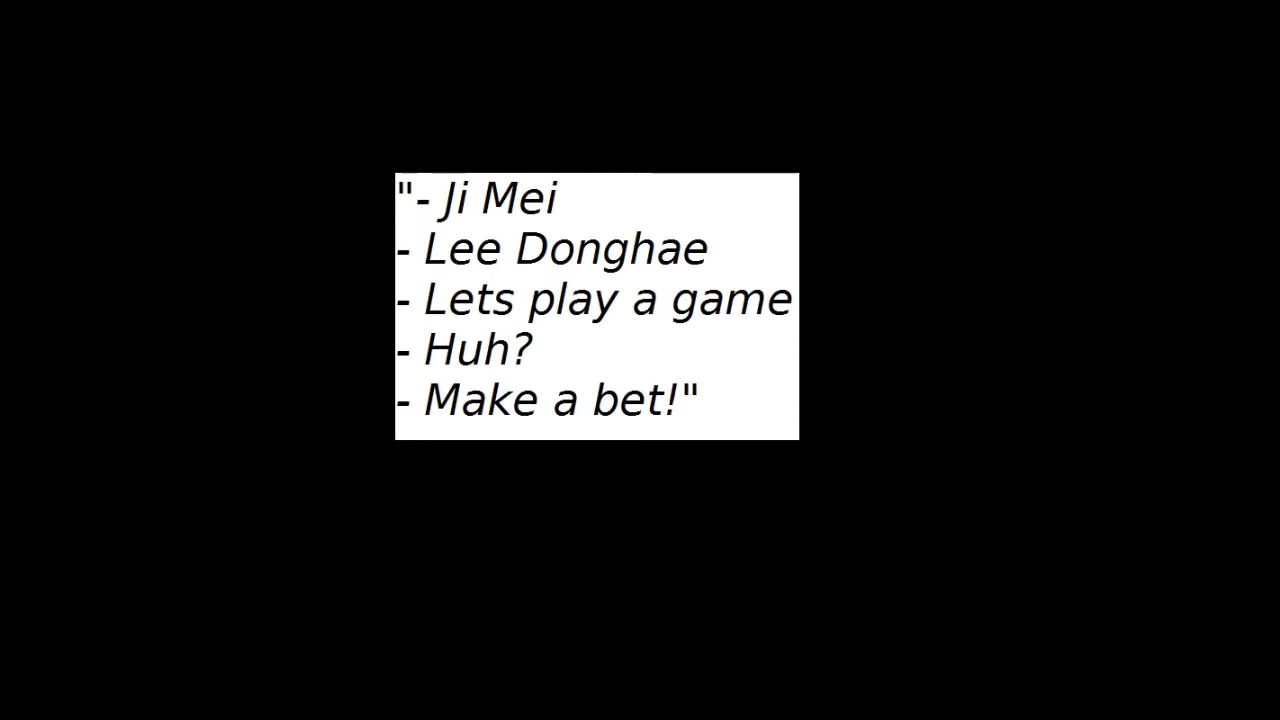 "- Ji Mei
- Lee Donghae
- Lets play a game
- Huh?
- Make a bet!"